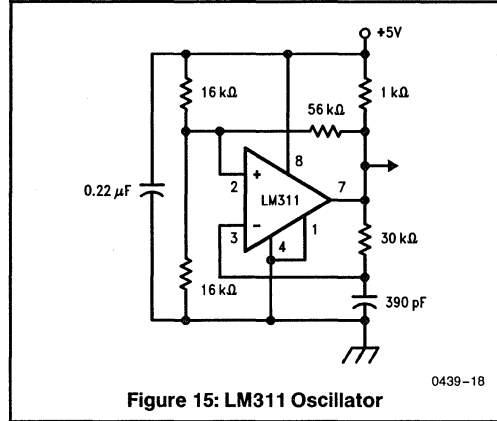 +5V
16 kΩ
1 kΩ
56 kΩ
8
+
2
LM311
7
0.22 μF
-
3
1
4
30 kΩ
16 kΩ
390 pF
0439-18
Figure 15: LM311 Oscillator